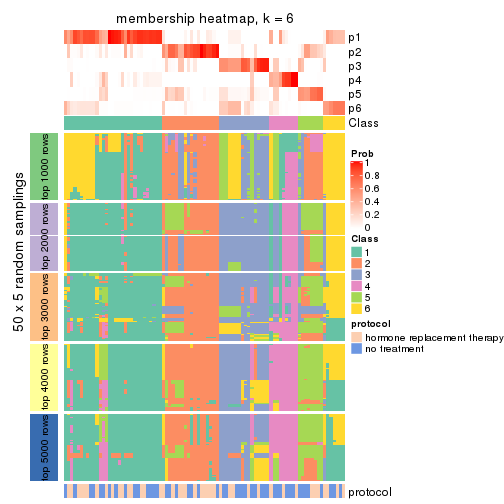 membership heatmap, k = 6
p1
p2
p3
p4
p5
p6
Class
50 x 5 random samplings
top 1000 rows
top 2000 rows
top 3000 rows
top 4000 rows
top 5000 rows
Prob
1
0.8
0.6
0.4
0.2
0
Class
1
2
3
4
5
6
protocol
hormone replacement therapy
no treatment
protocol